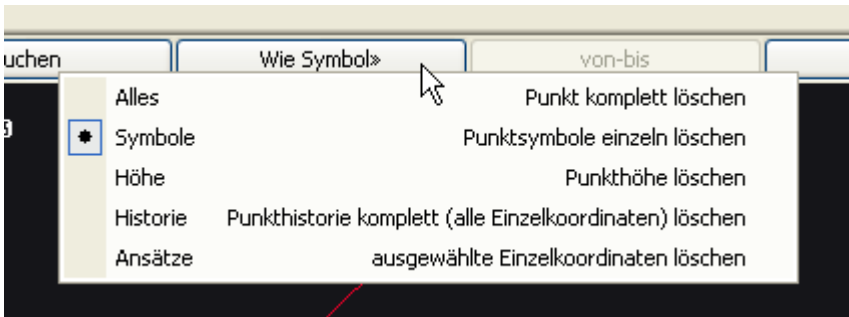 uchen Wie Symbol» von-bis
Alles Punkt komplett löschen
Symbole Punktsymbole einzeln löschen
Höhe Punkthöhe löschen
Historie Punkthistorie komplett (alle Einzelkoordinaten) löschen
Ansätze ausgewählte Einzelkoordinaten löschen